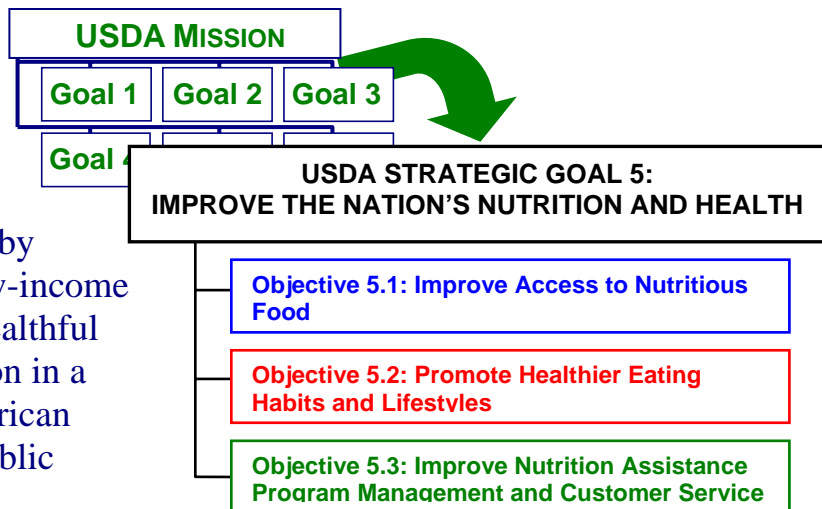 USDA MISSION
Goal 1 Goal 2 Goal 3
Goal
USDA STRATEGIC GOAL 5:
IMPROVE THE NATION'S NUTRITION AND HEALTH
by
-income
althful
on in a
rican
blic
Objective 5.1: Improve Access to Nutritious
Food
Objective 5.2: Promote Healthier Eating
Habits and Lifestyles
Objective 5.3: Improve Nutrition Assistance
Program Management and Customer Service